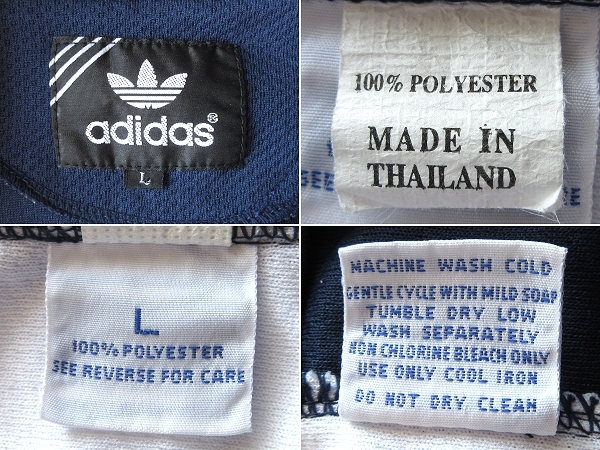 adidas®
L
100% POLYESTER
MADE IN
THAILAND
SEE
L
100% POLYESTER
SEE REVERSE FOR CARE
MACHINE WASH COLD
GENTLE CYCLE WITH MILD SOAP
TUMBLE DRY LOW
WASH SEPARATELY
NON CHLORINE BLEACH ONLY
USE ONLY COOL IRON
DO NOT DRY CLEAN